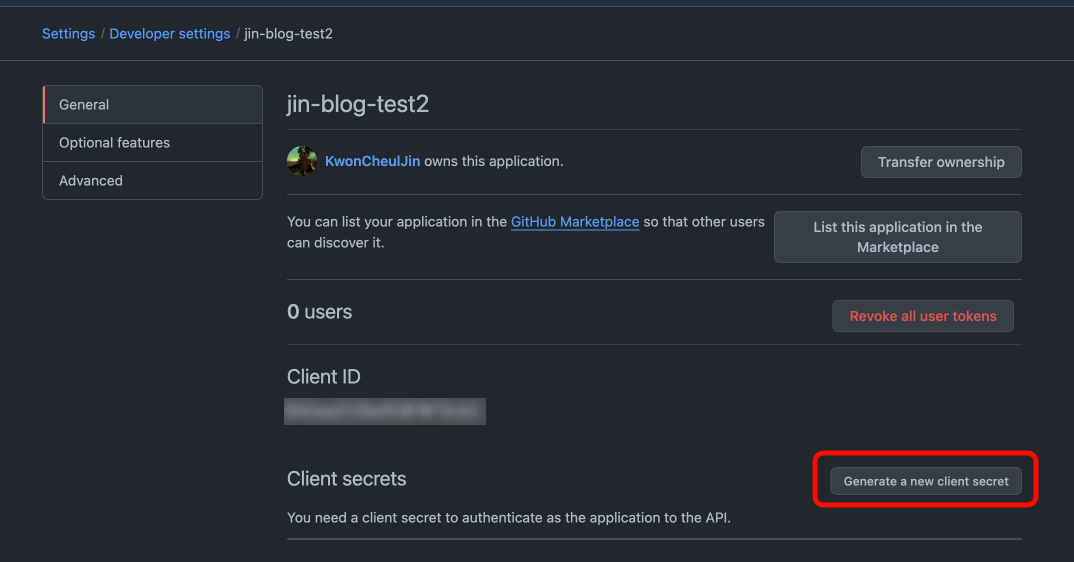 Settings / Developer settings / jin-blog-test2
General
Optional features
Advanced
jin-blog-test2
KwonCheulJin owns this application.
Transfer ownership
You can list your application in the GitHub Marketplace so that other users
can discover it.
List this application in the
Marketplace
0 users
Revoke all user tokens
Client ID
Client secrets
Generate a new client secret
You need a client secret to authenticate as the application to the API.